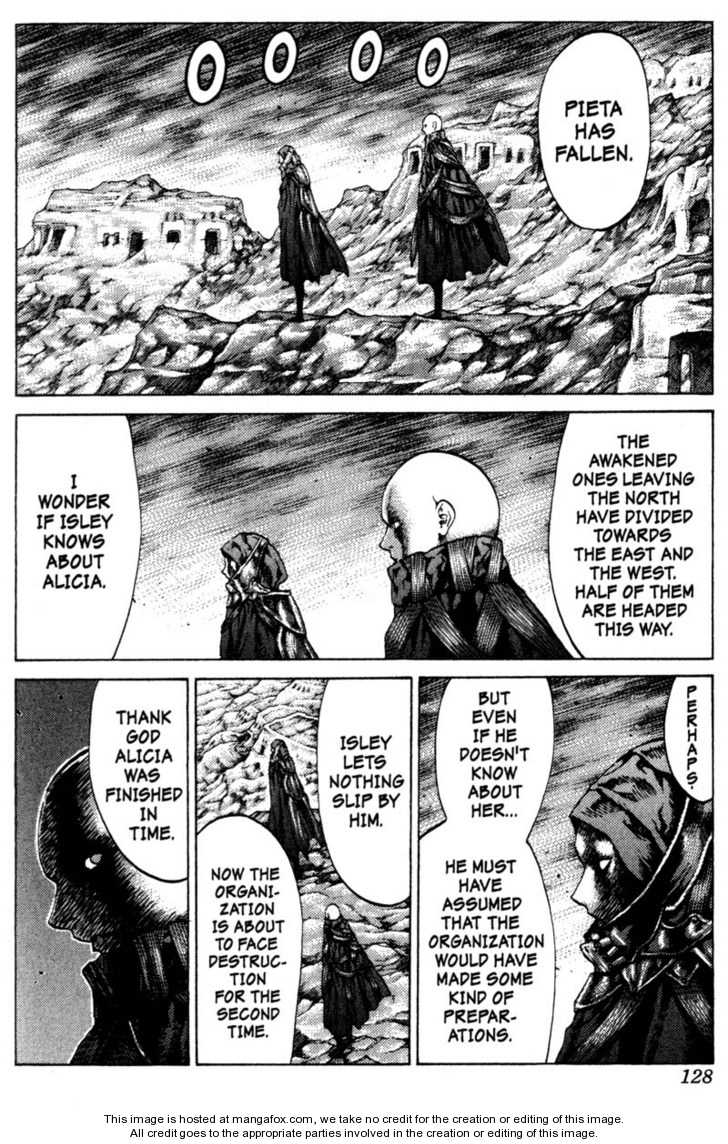 0 0 0 0
PIETA
HAS
FALLEN.
THE
AWAKENED
ONES LEAVING
THE NORTH
HAVE DIVIDED
TOWARDS
THE EAST AND
THE WEST.
HALF OF THEM
ARE HEADED
THIS WAY.
I
WONDER
IF ISLEY
KNOWS
ABOUT
ALICIA.
PERHAPS.
BUT
EVEN
IF HE
DOESN'T
KNOW
ABOUT
HER...
HE MUST
HAVE
ASSUMED
THAT THE
ORGANIZATION
WOULD HAVE
MADE SOME
KIND OF
PREPAR-
ATIONS.
ISLEY
LETS
NOTHING
SLIP BY
HIM.
NOW THE
ORGANI-
ZATION
IS ABOUT
TO FACE
DESTRUC-
TION
FOR THE
SECOND
TIME.
THANK
GOD
ALICIA
WAS
FINISHED
IN
TIME.
128
This image is hosted at mangafox.com, we take no credit for the creation or editing of this image.
All credit goes to the appropriate parties involved in the creation or editing of this image.